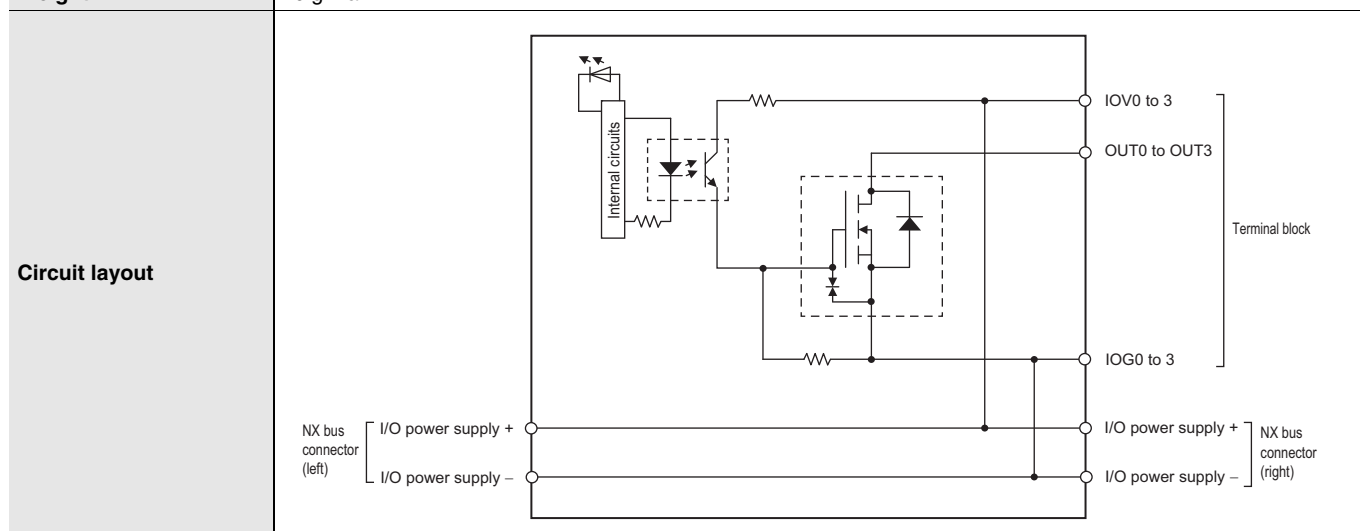 IOV0 to 3
OUT0 to OUT3
Internal circuits
Terminal block
Circuit layout
IOG0 to 3
NX bus
connector
(left)
I/O power supply +
I/O power supply –
I/O power supply +
I/O power supply –
NX bus
connector
(right)